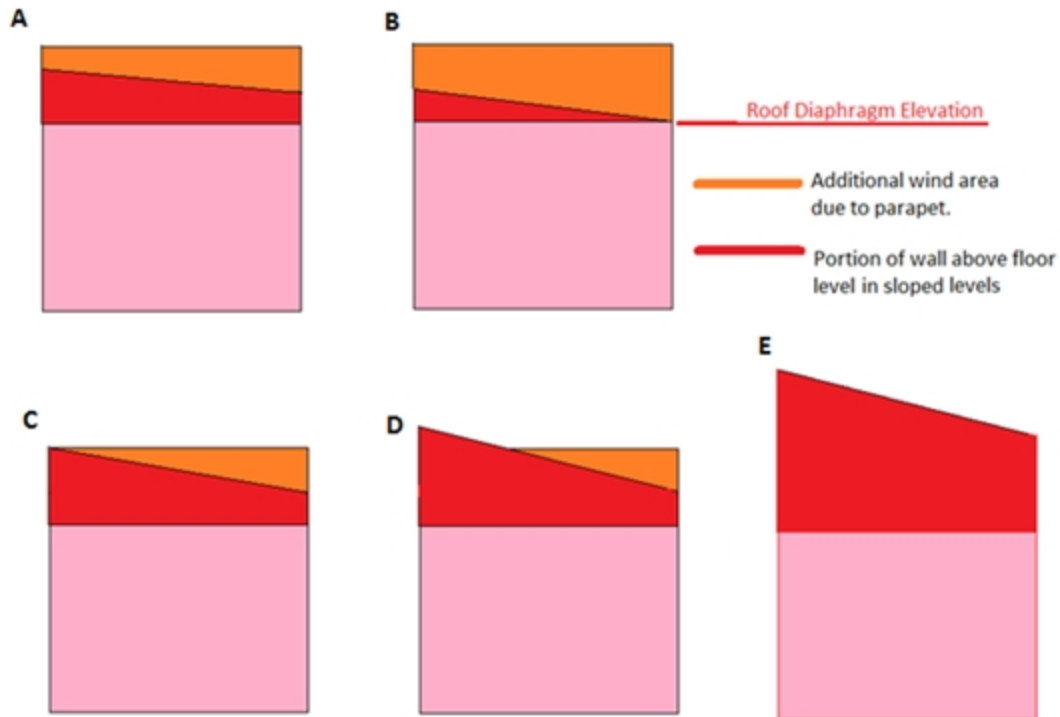 A
B
Roof Diaphragm Elevation
Additional wind area
due to parapet.
Portion of wall above floor
level in sloped levels
C
D
E